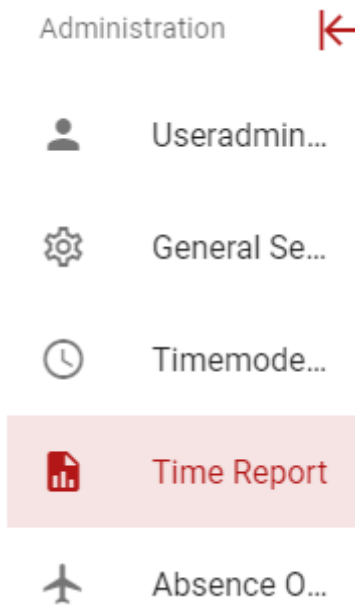 Administration
Useradmin...
General Se...
Timemode...
Time Report
Absence O...